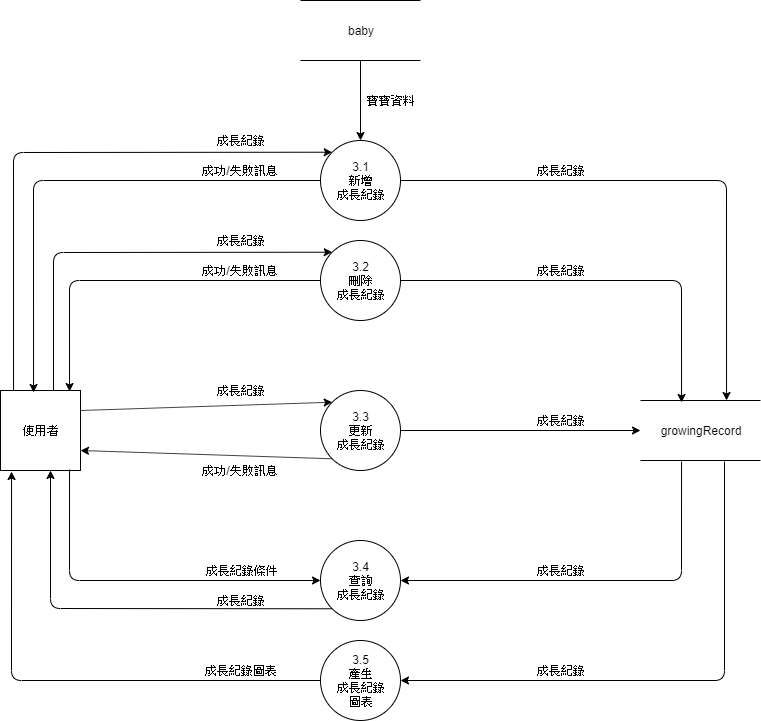 baby
寶寶資料
成長紀錄
成功/失敗訊息
3.1
新增
成長紀錄
成長紀錄
成長紀錄
成功/失敗訊息
3.2
刪除
成長紀錄
成長紀錄
使用者
成長紀錄
成功/失敗訊息
3.3
更新
成長紀錄
成長紀錄
growingRecord
成長紀錄條件
成長紀錄
3.4
查詢
成長紀錄
成長紀錄
成長紀錄圖表
3.5
產生
成長紀錄
圖表
成長紀錄